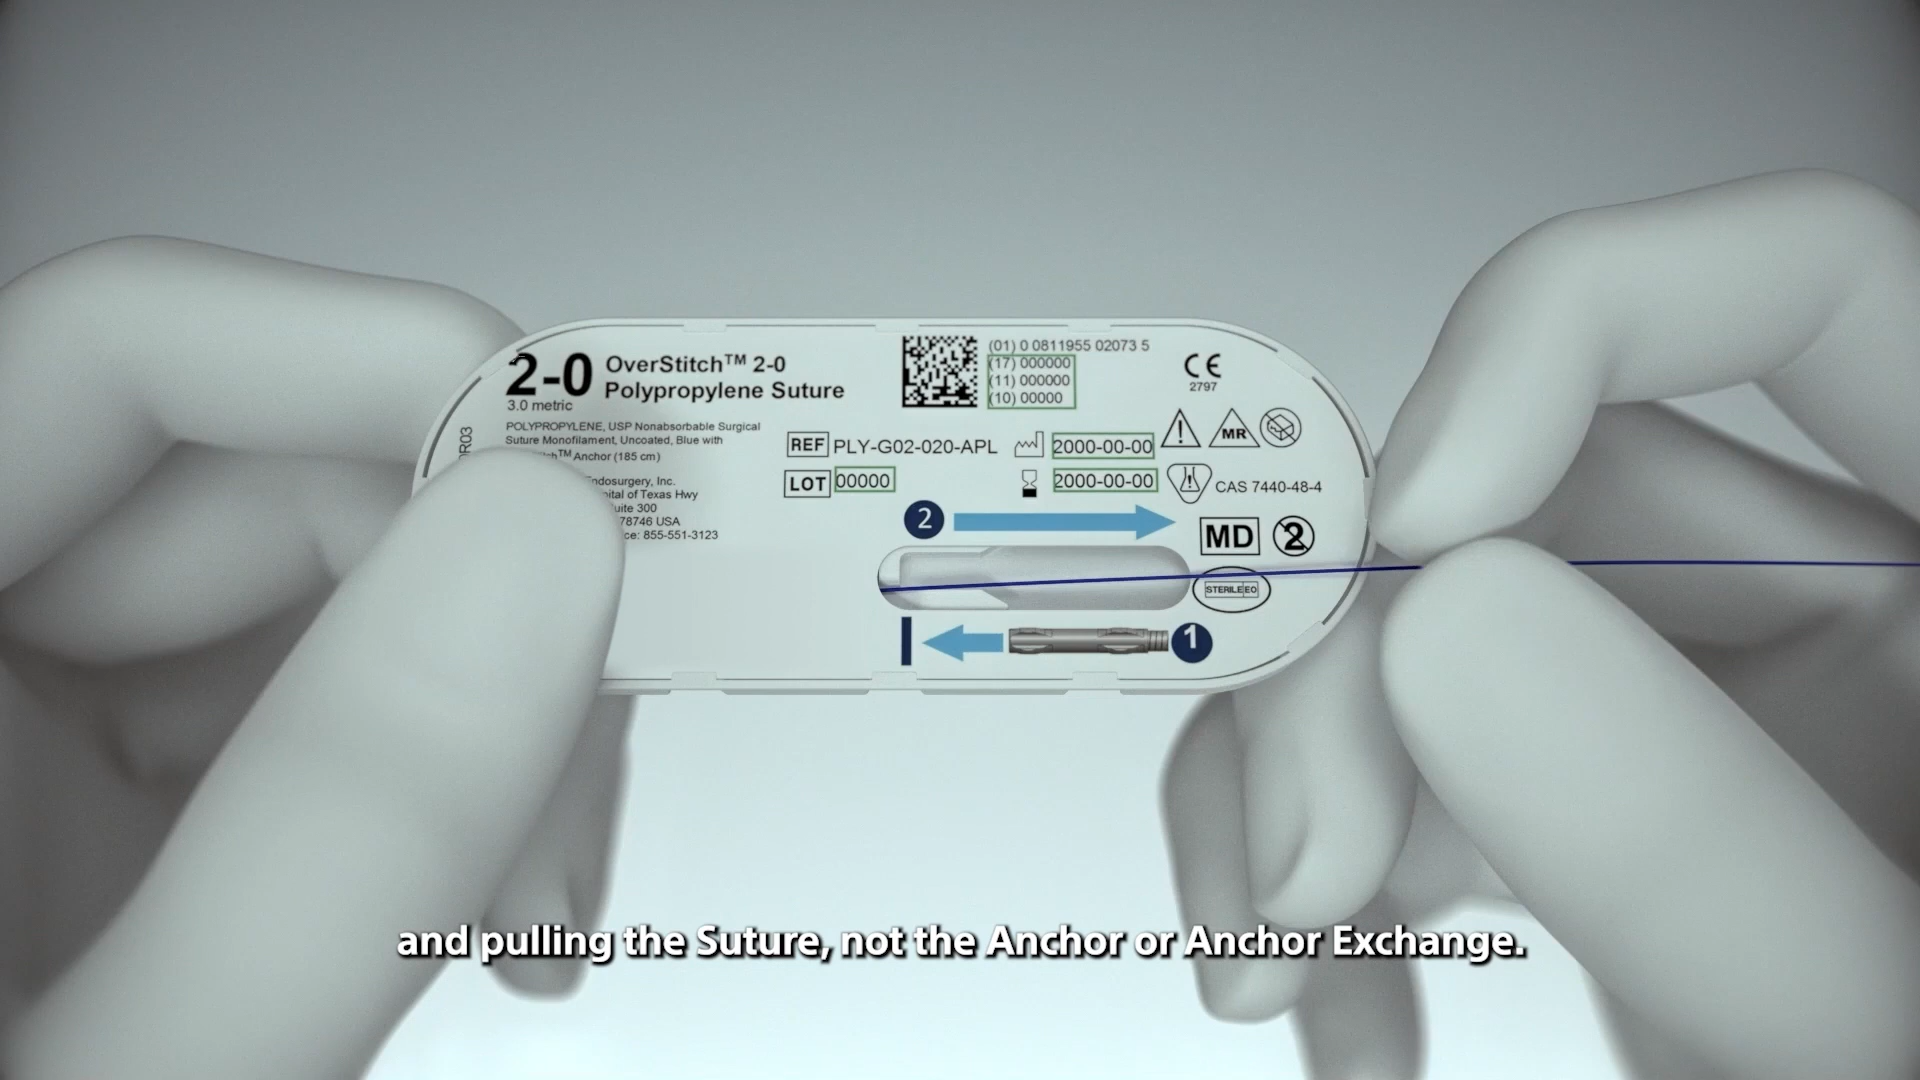 2-0
3.0 metric
OverStitch™ 2-0
Polypropylene Suture
POLYPROPYLENE, USP Nonabsorbable Surgical
Suture Monofilament, Uncoated, Blue with
Anchor (185 cm)
Inc.
of Texas Hwy
300
78746 USA
855-551-3123
(01) 0 0811955 02073 5
(17) 000000
(11) 000000
(10) 00000
CE
2797
REF PLY-G02-020-APL
2000-00-00
MR
LOT 00000
2000-00-00
CAS 7440-48-4
2
MD
2
STERILE EO
1
and pulling the Suture, not the Anchor or Anchor Exchange.